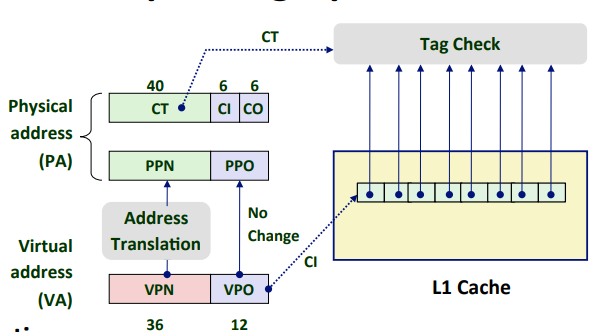 CT
Tag Check
40 6 6
CT CI CO
Physical
address
(PA)
PPN PPO
Address
Translation
No
Change
CI
Virtual
address
(VA)
VPN VPO
L1 Cache
36 12